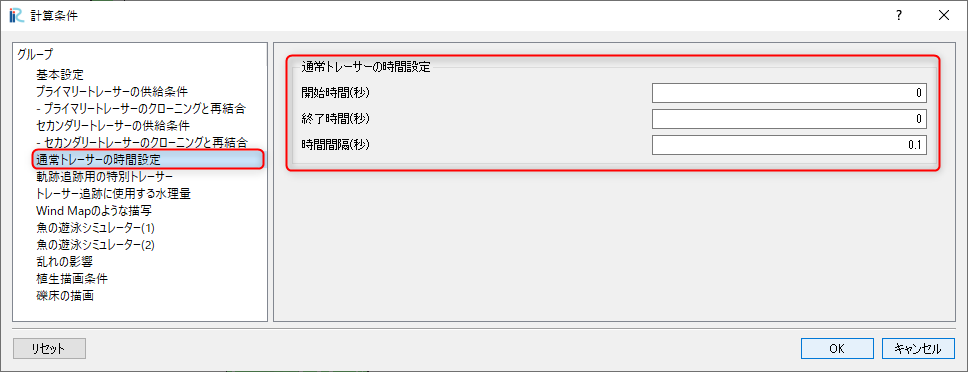 計算条件
グループ
基本設定
プライマリートレーサーの供給条件
- プライマリートレーサーのクローニングと再結合
セカンダリートレーサーの供給条件
- セカンダリートレーサーのクローニングと再結合
通常トレーサーの時間設定
軌跡追跡用の特別トレーサー
トレーサー追跡に使用する水理量
Wind Mapのような描写
魚の遊泳シミュレーター(1)
魚の遊泳シミュレーター(2)
乱れの影響
植生描画条件
礫床の描画
通常トレーサーの時間設定
開始時間(秒) 0
終了時間(秒) 0
時間間隔(秒) 0.1
リセット OK キャンセル